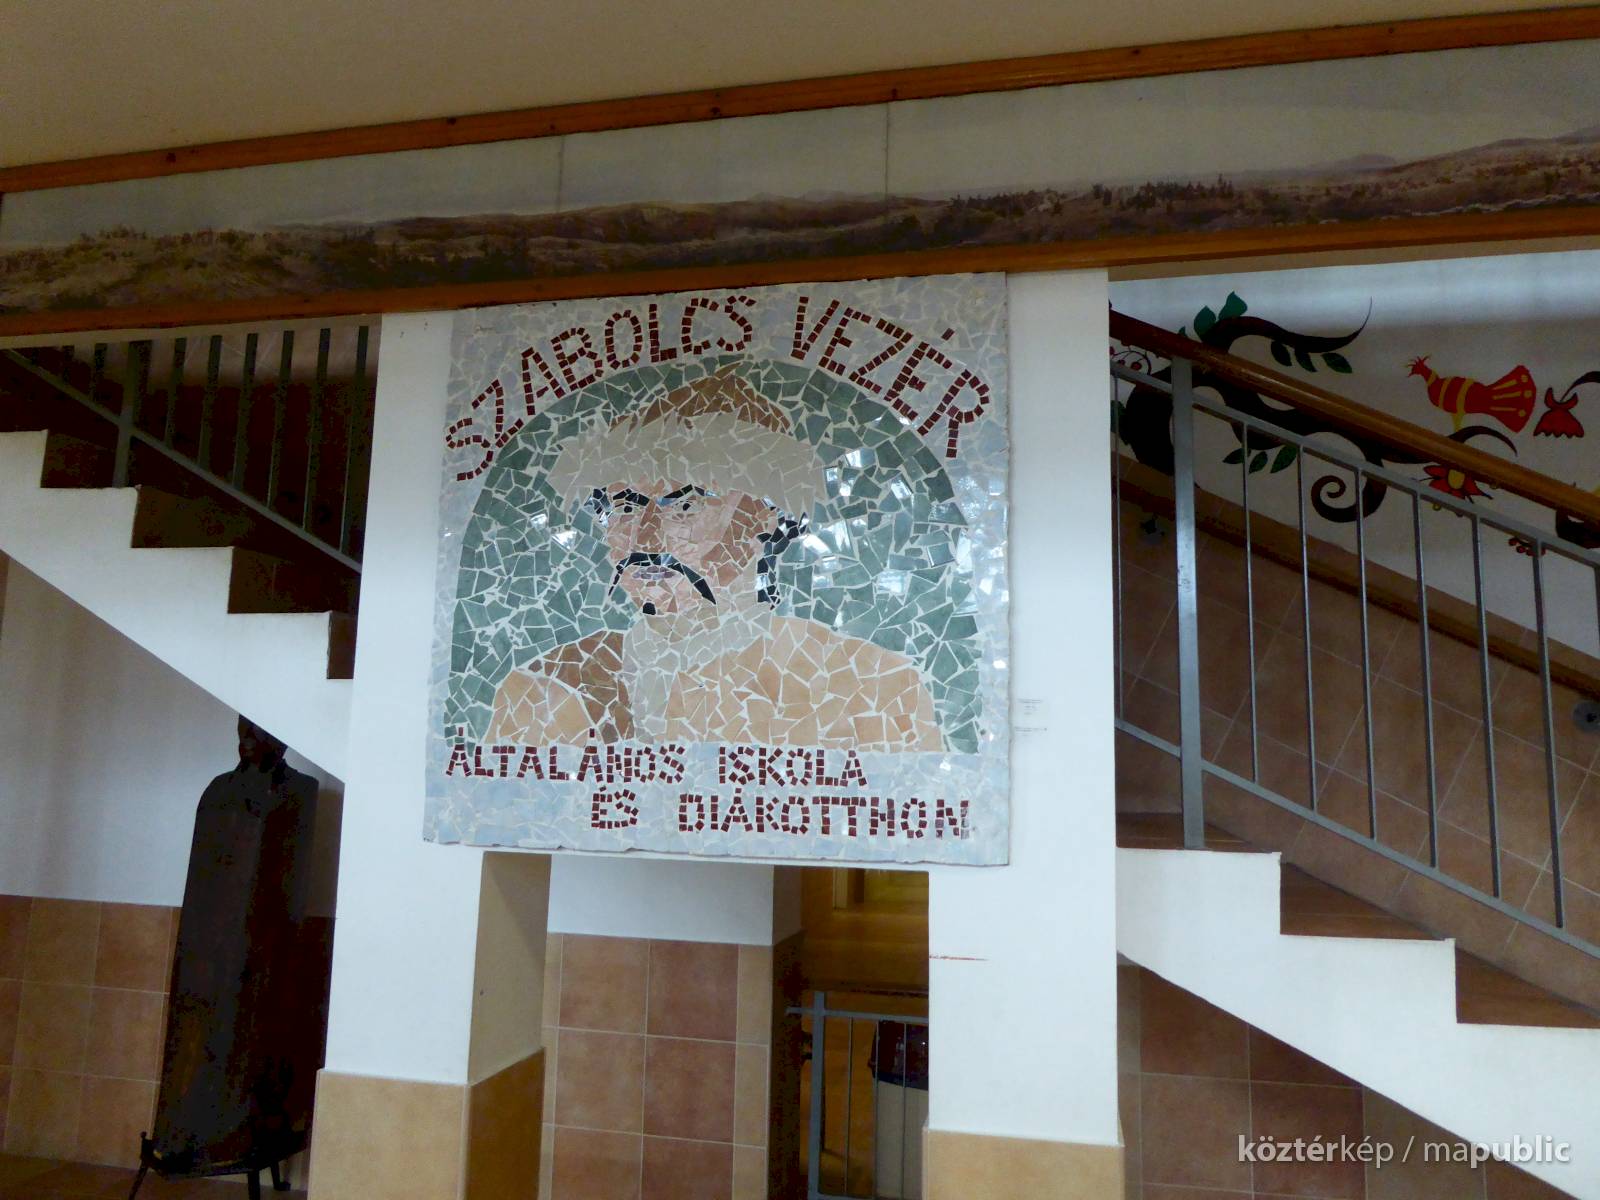 SZABOLCS VEZÉR
ÁLTALÁNOS ISKOLA
ÉS DIÁKOTTHON
köztérkép / mapublic